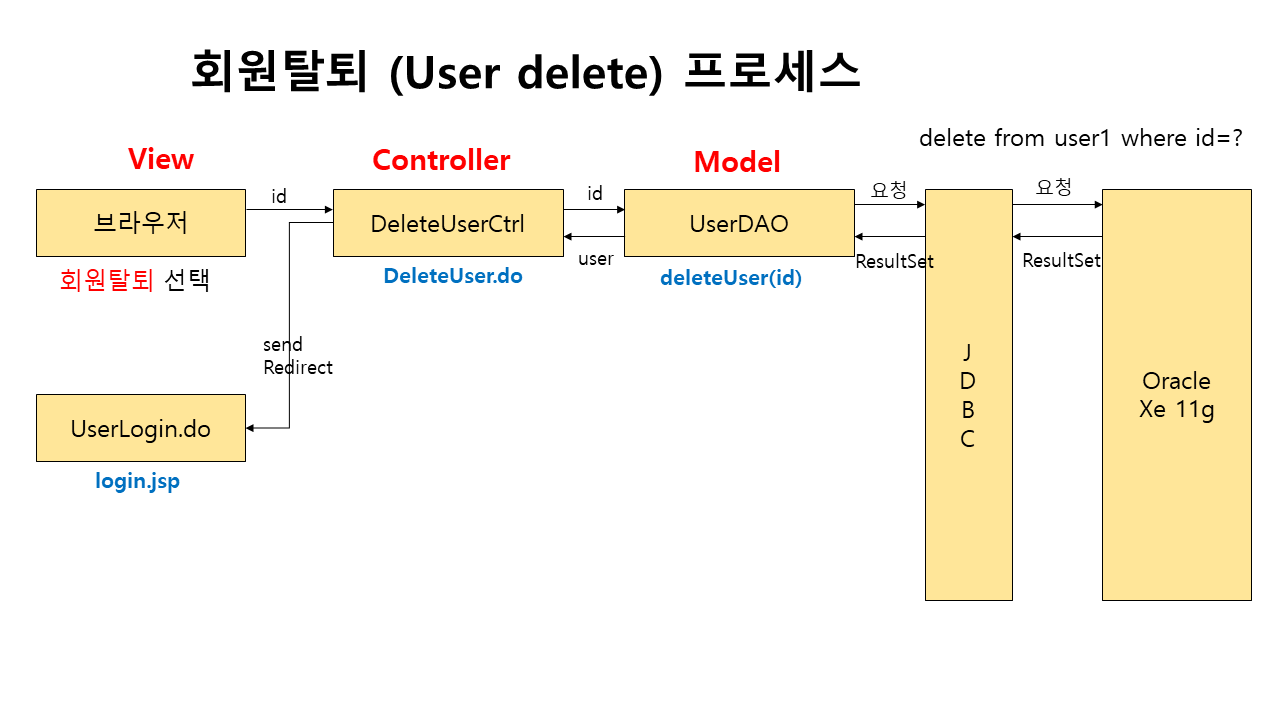 회원탈퇴 (User delete) 프로세스
delete from user1 where id=?
View
Controller
Model
브라우저
id
DeleteUserCtrl
id
UserDAO
요청
요청
user
ResultSet
ResultSet
회원탈퇴 선택
DeleteUser.do
deleteUser(id)
send
Redirect
J
D
B
C
Oracle
Xe 11g
UserLogin.do
login.jsp